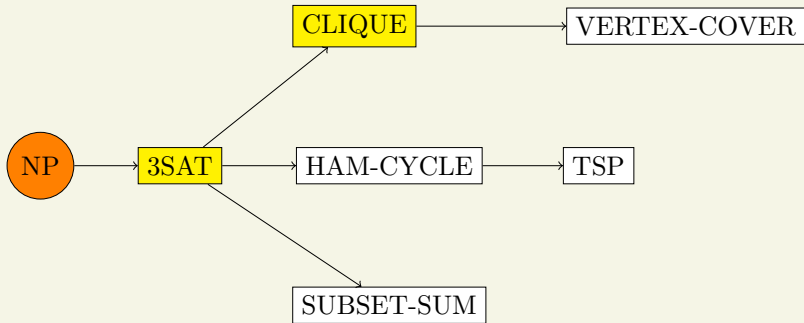 CLIQUE
VERTEX-COVER
NP
3SAT
HAM-CYCLE
TSP
SUBSET-SUM